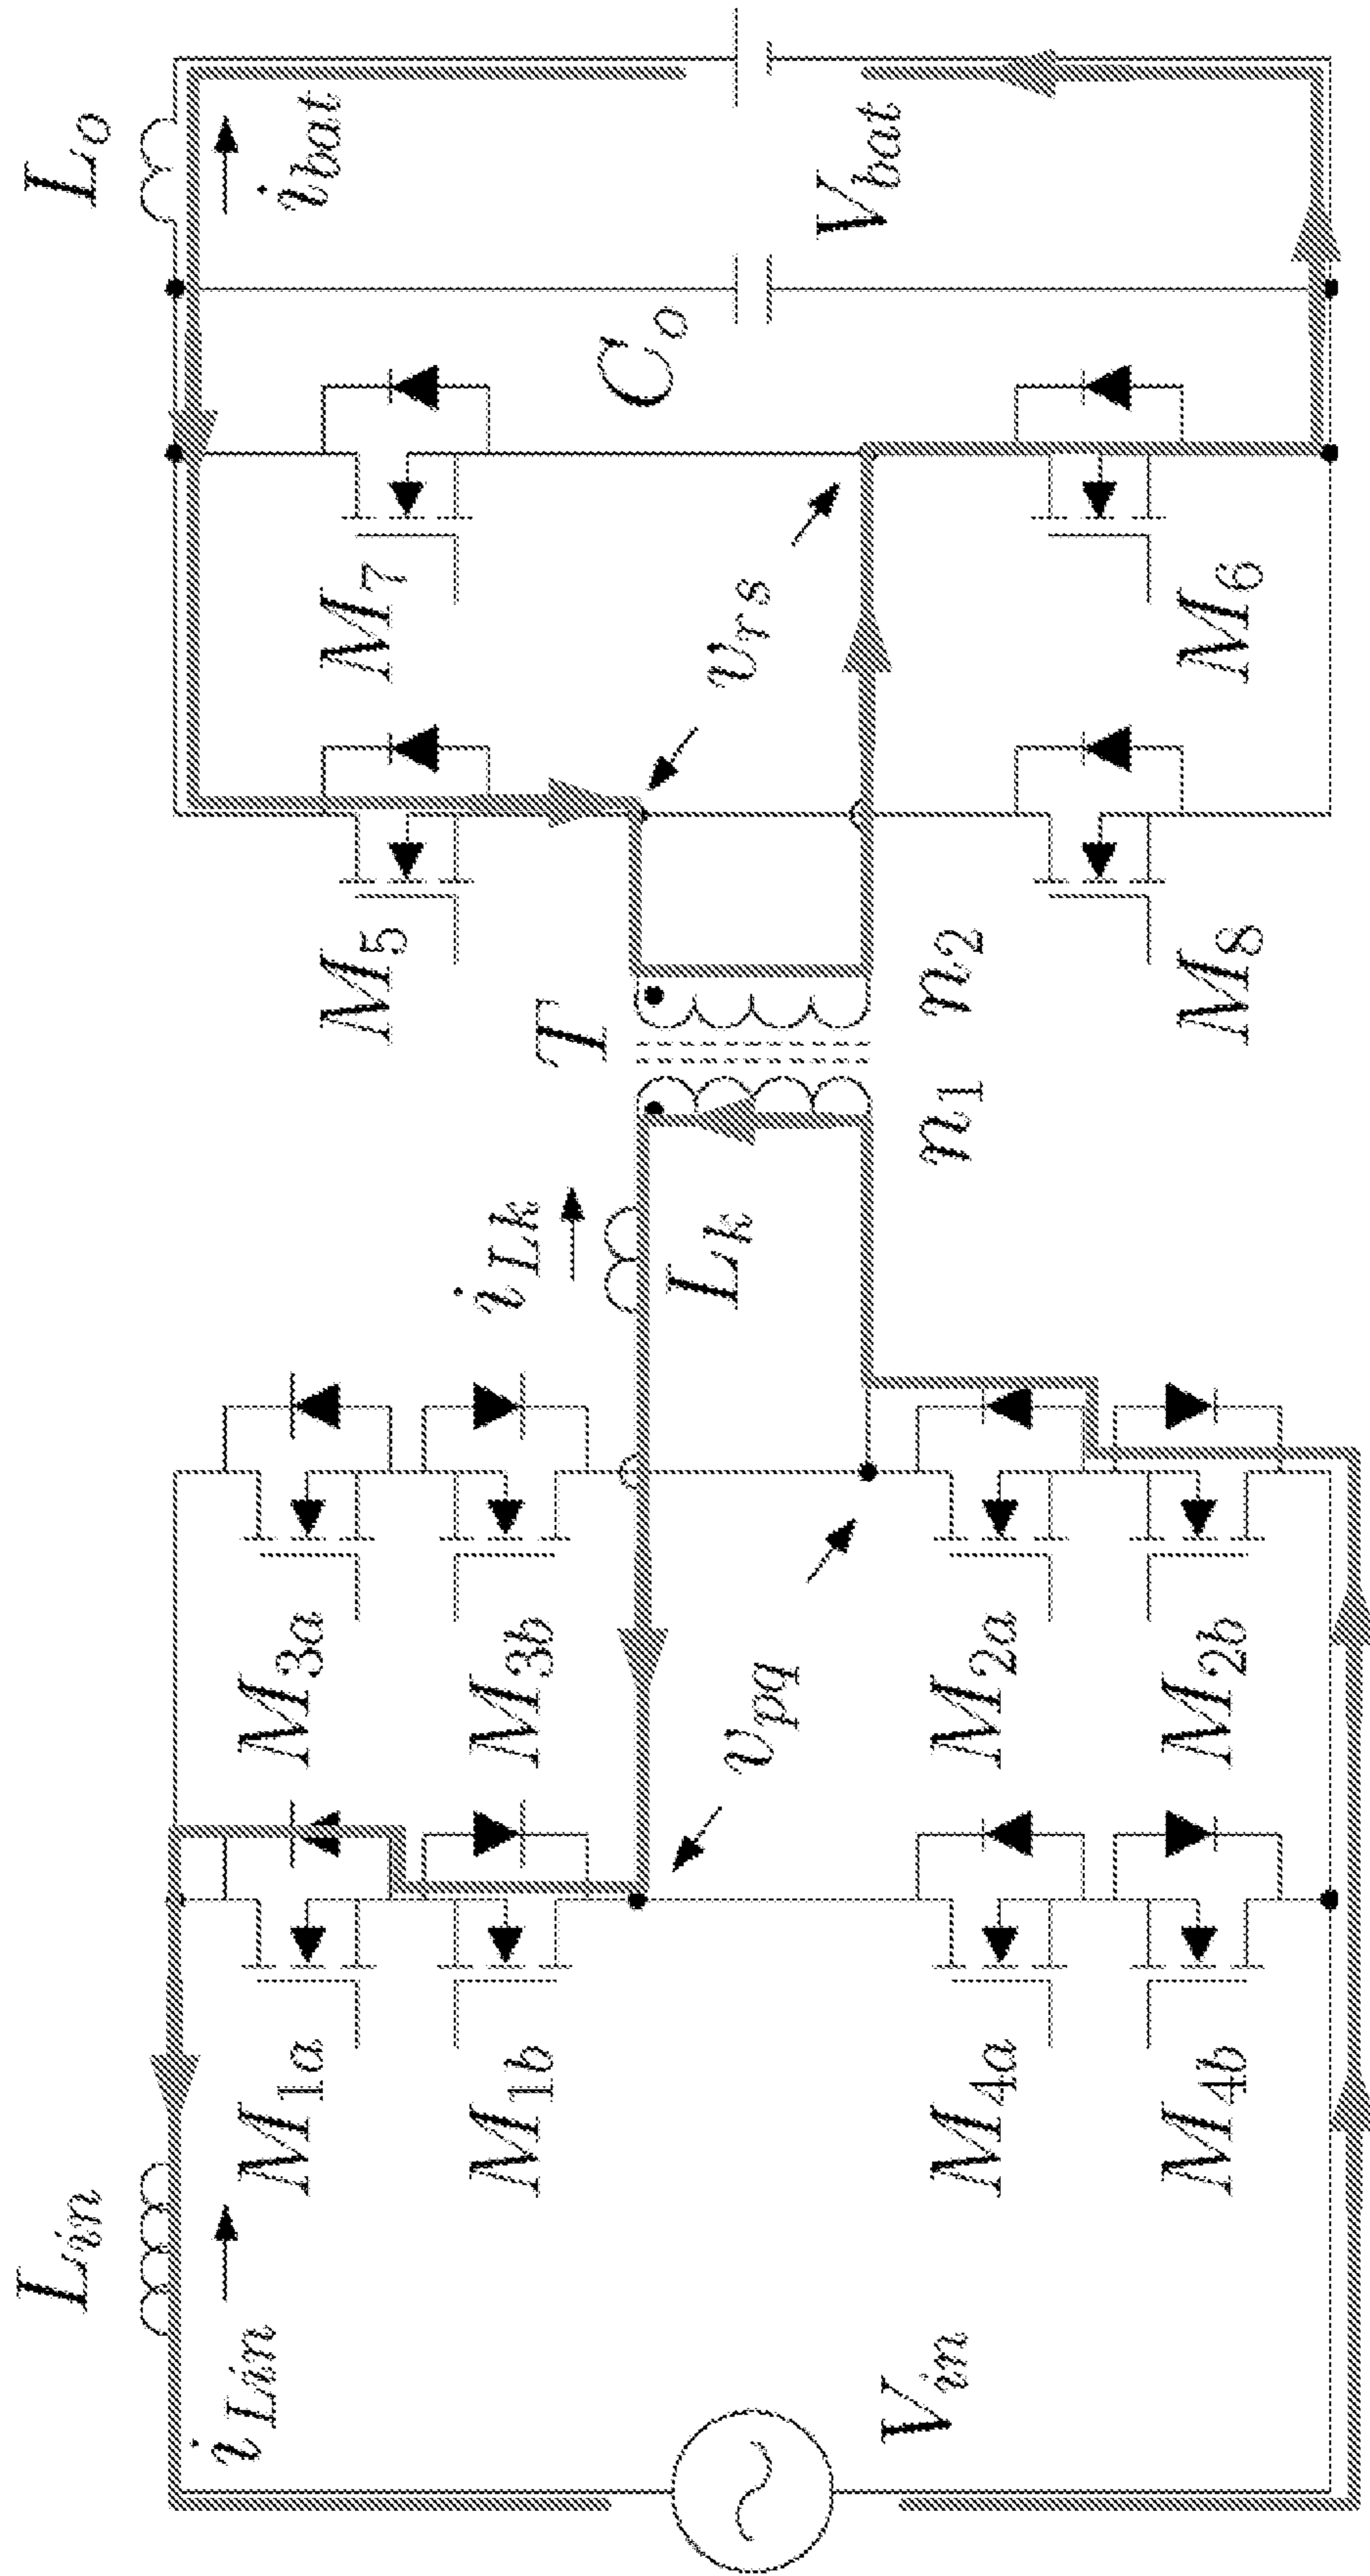 L_in
i_Lin
V_in
M_1a
M_1b
M_4a
M_4b
M_3a
M_3b
M_2a
M_2b
v_pq
i_Lk
L_k
T
n_1
n_2
M_5
M_8
v_rs
M_7
M_6
C_o
L_o
i_bat
V_bat